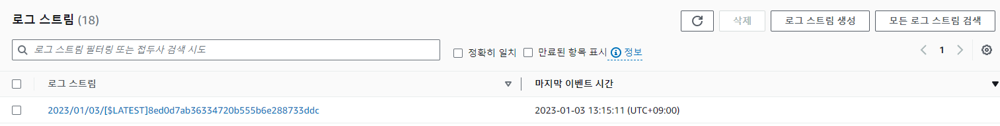 로그 스트림 (18)
삭제 로그 스트림 생성 모든 로그 스트림 검색
로그 스트림 필터링 또는 접두사 검색 시도 정확히 일치 만료된 항목 표시 정보 1
로그 스트림 마지막 이벤트 시간
2023/01/03/[$LATEST]8ed0d7ab36334720b555b6e288733ddc 2023-01-03 13:15:11 (UTC+09:00)